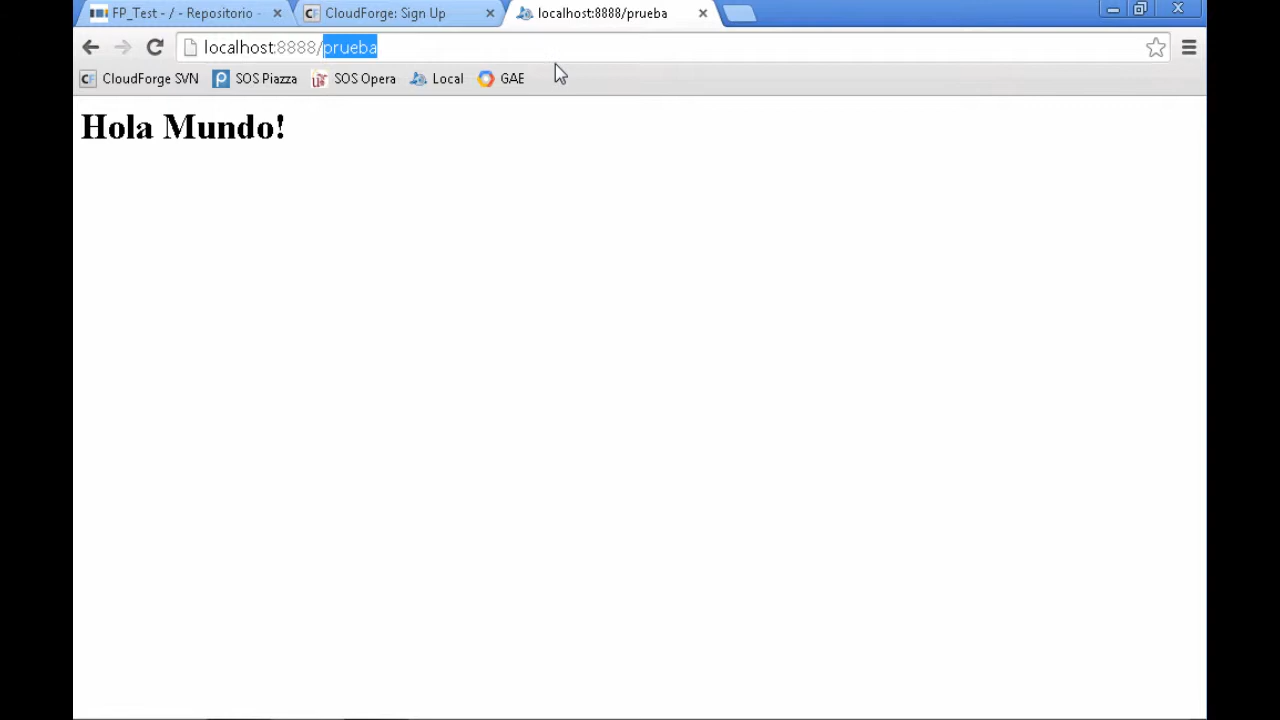 FP_Test - / - Repositorio -
CloudForge: Sign Up
localhost:8888/prueba
localhost:8888/prueba
CloudForge SVN
SOS Piazza
SOS Opera
Local
GAE
Hola Mundo!